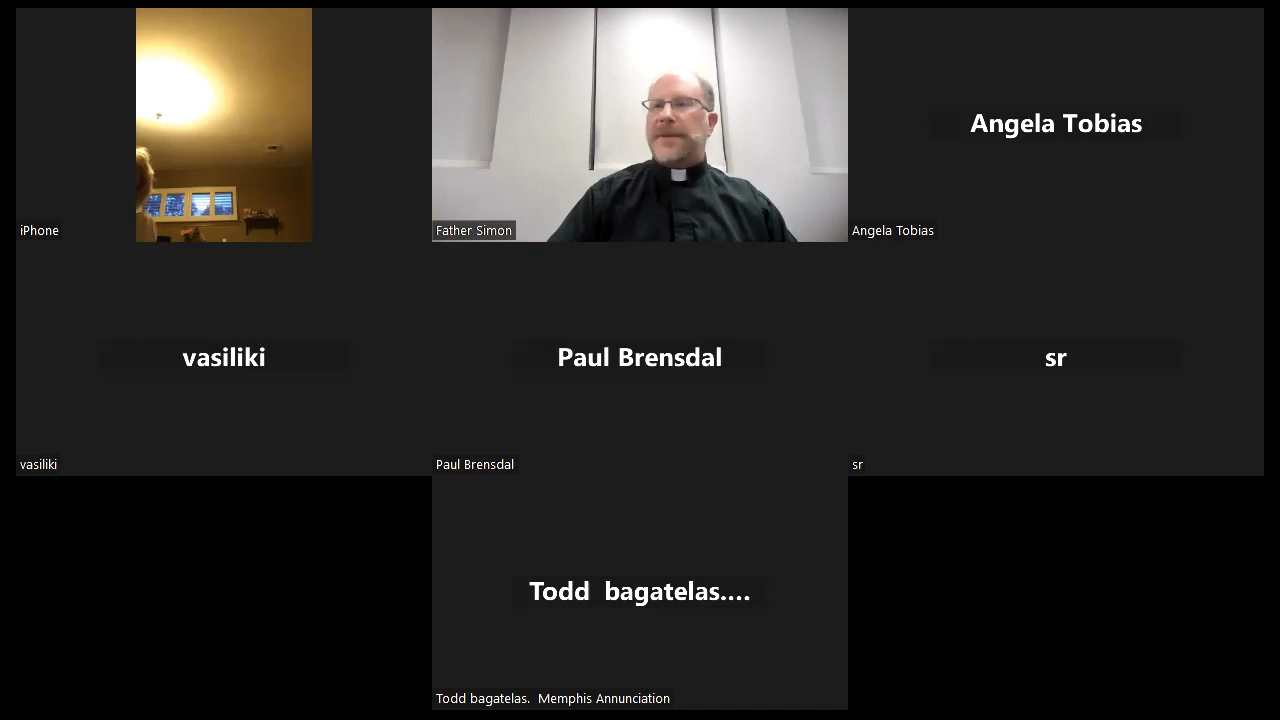 iPhone
Father Simon
Angela Tobias
Angela Tobias
vasiliki
vasiliki
Paul Brensdal
Paul Brensdal
sr
sr
Todd bagatelas....
Todd bagatelas. Memphis Annunciation